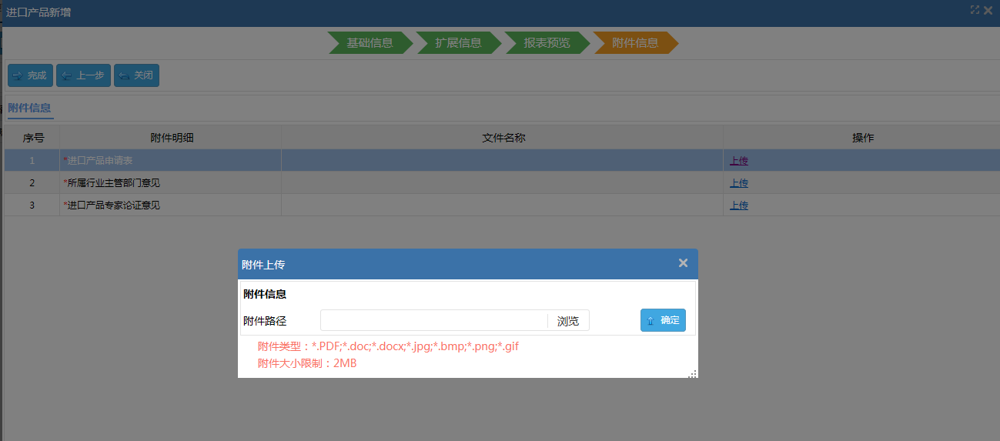 进口产品新增
基础信息 扩展信息 报表预览 附件信息
完成 上一步 关闭
附件信息
序号 附件明细 文件名称 操作
1 *进口产品申请表 上传
2 *所属行业主管部门意见 上传
3 *进口产品专家论证意见 上传
附件上传
附件信息
附件路径 浏览 确定
附件类型：*.PDF;*.doc;*.docx;*.jpg;*.bmp;*.png;*.gif
附件大小限制：2MB